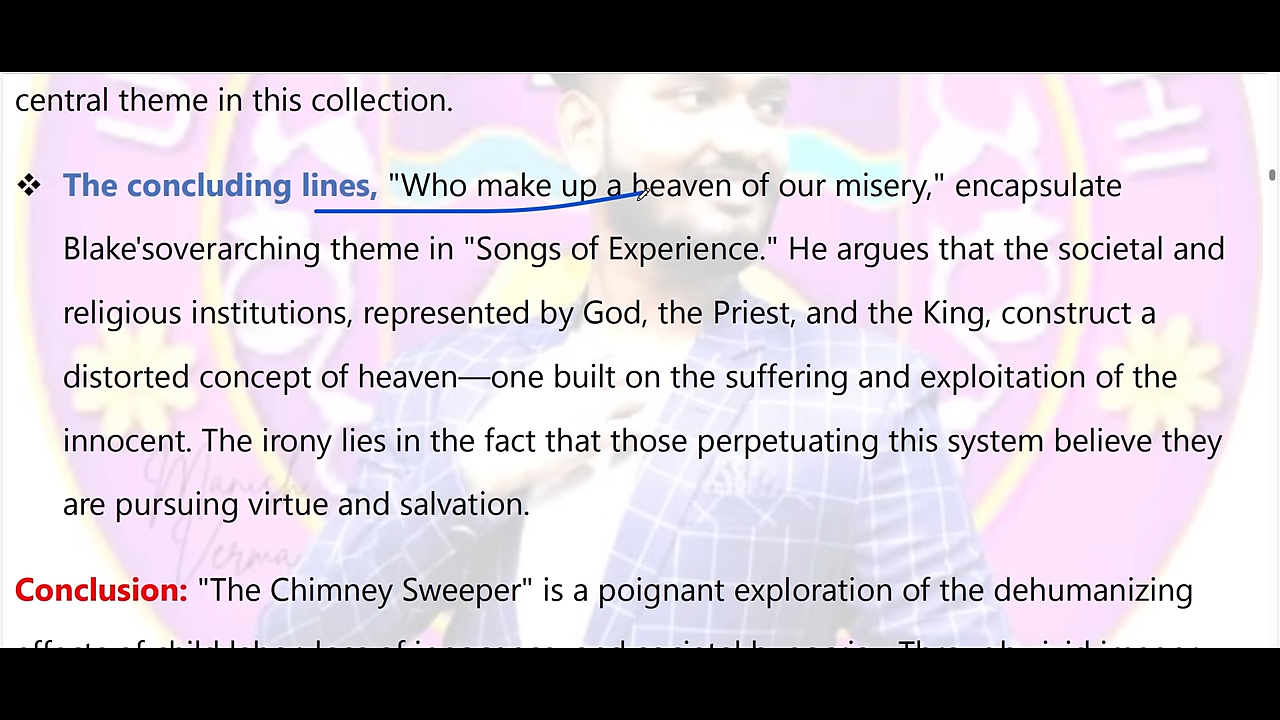 central theme in this collection.
❖ The concluding lines, "Who make up a heaven of our misery," encapsulate
Blake'soverarching theme in "Songs of Experience." He argues that the societal and
religious institutions, represented by God, the Priest, and the King, construct a
distorted concept of heaven—one built on the suffering and exploitation of the
innocent. The irony lies in the fact that those perpetuating this system believe they
are pursuing virtue and salvation.
Manish
Verma
Conclusion: "The Chimney Sweeper" is a poignant exploration of the dehumanizing